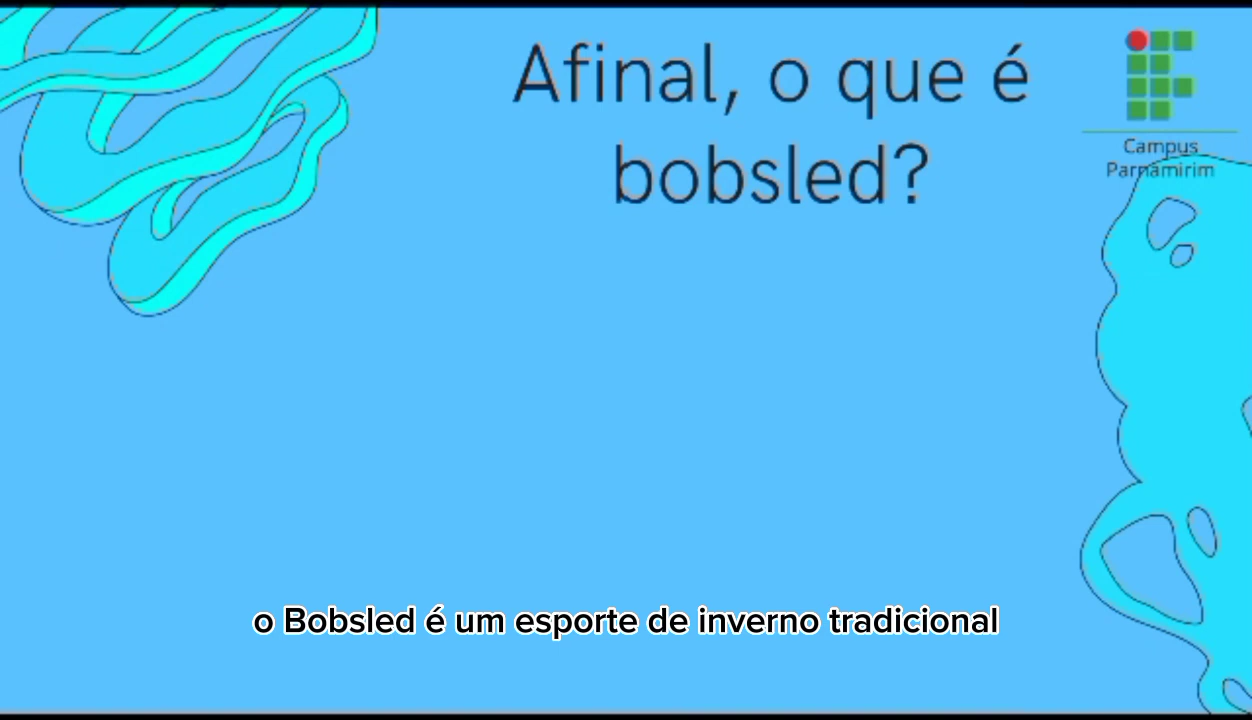 Afinal, o que é
bobsled?
Campus
Parnamirim
o Bobsled é um esporte de inverno tradicional